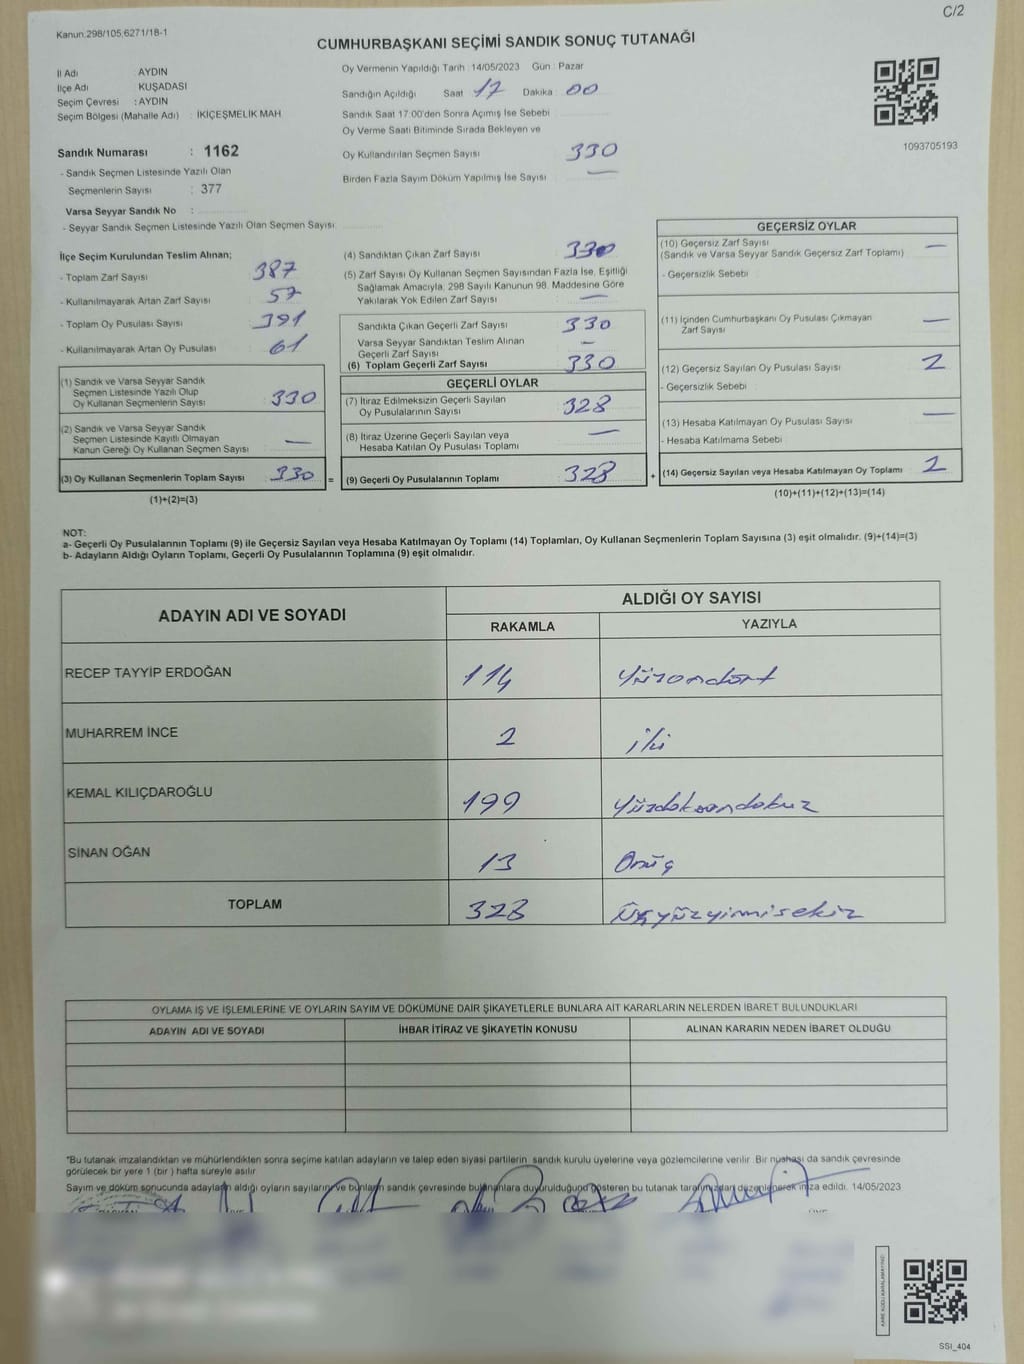 C/2
Kanun:298/105;6271/18-1
CUMHURBAŞKANI SEÇİMİ SANDIK SONUÇ TUTANAĞI
İl Adı AYDIN
İlçe Adı KUŞADASI
Seçim Çevresi : AYDIN
Seçim Bölgesi (Mahalle Adı) : İKİÇEŞMELİK MAH
Oy Vermenin Yapıldığı Tarih :14/05/2023 Gün : Pazar
Sandığın Açıldığı Saat 17 Dakika : 00
Sandık Saat 17:00'den Sonra Açımış İse Sebebi
Oy Verme Saati Bitiminde Sırada Bekleyen ve
Oy Kullandırılan Seçmen Sayısı 330
Birden Fazla Sayım Döküm Yapılmış İse Sayısı —
1093705193
Sandık Numarası : 1162
- Sandık Seçmen Listesinde Yazılı Olan
Seçmenlerin Sayısı : 377
Varsa Seyyar Sandık No :
- Seyyar Sandık Seçmen Listesinde Yazılı Olan Seçmen Sayısı:
İlçe Seçim Kurulundan Teslim Alınan;
- Toplam Zarf Sayısı 387
- Kullanılmayarak Artan Zarf Sayısı 57
- Toplam Oy Pusulası Sayısı 391
- Kullanılmayarak Artan Oy Pusulası 61
(1) Sandık ve Varsa Seyyar Sandık
Seçmen Listesinde Yazılı Olup
Oy Kullanan Seçmenlerin Sayısı 330
(2) Sandık ve Varsa Seyyar Sandık
Seçmen Listesinde Kayıtlı Olmayan
Kanun Gereği Oy Kullanan Seçmen Sayısı —
(3) Oy Kullanan Seçmenlerin Toplam Sayısı 330 =
(1)+(2)=(3)
(4) Sandıktan Çıkan Zarf Sayısı 330
(5) Zarf Sayısı Oy Kullanan Seçmen Sayısından Fazla İse, Eşitliği
Sağlamak Amacıyla, 298 Sayılı Kanunun 98. Maddesine Göre
Yakılarak Yok Edilen Zarf Sayısı —
Sandıkta Çıkan Geçerli Zarf Sayısı 330
Varsa Seyyar Sandıktan Teslim Alınan
Geçerli Zarf Sayısı —
(6) Toplam Geçerli Zarf Sayısı 330
GEÇERLİ OYLAR
(7) İtiraz Edilmeksizin Geçerli Sayılan
Oy Pusulalarının Sayısı 328
(8) İtiraz Üzerine Geçerli Sayılan veya
Hesaba Katılan Oy Pusulası Toplamı —
(9) Geçerli Oy Pusulalarının Toplamı 328 +
GEÇERSİZ OYLAR
(10) Geçersiz Zarf Sayısı —
(Sandık ve Varsa Seyyar Sandık Geçersiz Zarf Toplamı)
- Geçersizlik Sebebi
(11) İçinden Cumhurbaşkanı Oy Pusulası Çıkmayan
Zarf Sayısı —
(12) Geçersiz Sayılan Oy Pusulası Sayısı 2
- Geçersizlik Sebebi
(13) Hesaba Katılmayan Oy Pusulası Sayısı —
- Hesaba Katılmama Sebebi
(14) Geçersiz Sayılan veya Hesaba Katılmayan Oy Toplamı 2
(10)+(11)+(12)+(13)=(14)
NOT:
a- Geçerli Oy Pusulalarının Toplamı (9) ile Geçersiz Sayılan veya Hesaba Katılmayan Oy Toplamı (14) Toplamları, Oy Kullanan Seçmenlerin Toplam Sayısına (3) eşit olmalıdır. (9)+(14)=(3)
b- Adayların Aldığı Oyların Toplamı, Geçerli Oy Pusulalarının Toplamına (9) eşit olmalıdır.
ADAYIN ADI VE SOYADI ALDIĞI OY SAYISI
RAKAMLA YAZIYLA
RECEP TAYYİP ERDOĞAN 114 Yüzondört
MUHARREM İNCE 2 iki
KEMAL KILIÇDAROĞLU 199 Yüzdoksandokuz
SİNAN OĞAN 13 Onüç
TOPLAM 328 Üçyüzyirmisekiz
OYLAMA İŞ VE İŞLEMLERİNE VE OYLARIN SAYIM VE DÖKÜMÜNE DAİR ŞİKAYETLERLE BUNLARA AİT KARARLARIN NELERDEN İBARET BULUNDUKLARI
ADAYIN ADI VE SOYADI İHBAR İTİRAZ VE ŞİKAYETİN KONUSU ALINAN KARARIN NEDEN İBARET OLDUĞU
*Bu tutanak imzalandıktan ve mühürlendikten sonra seçime katılan adayların ve talep eden siyasi partilerin sandık kurulu üyelerine veya gözlemcilerine verilir. Bir nüshası da sandık çevresinde
görülecek bir yere 1 (bir ) hafta süreyle asılır
Sayım ve döküm sonucunda adayların aldığı oyların sayılarını ve bunların sandık çevresinde bulunanlara duyurulduğunu gösteren bu tutanak tarafımızdan düzenlenerek imza edildi. 14/05/2023
SSI_404